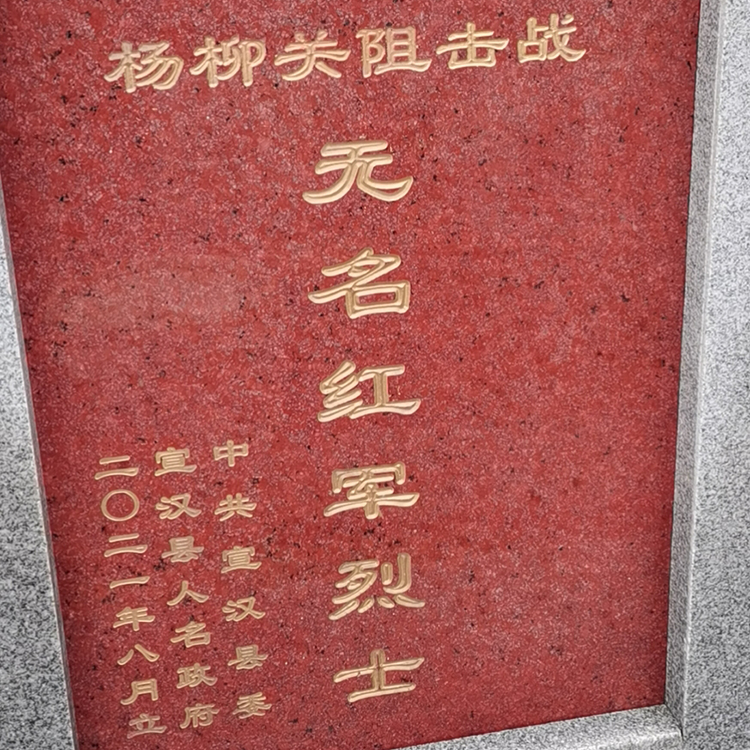 杨柳关阻击战
无名红军烈士
中共宣汉县委
宣汉县人名政府
二〇二一年八月立